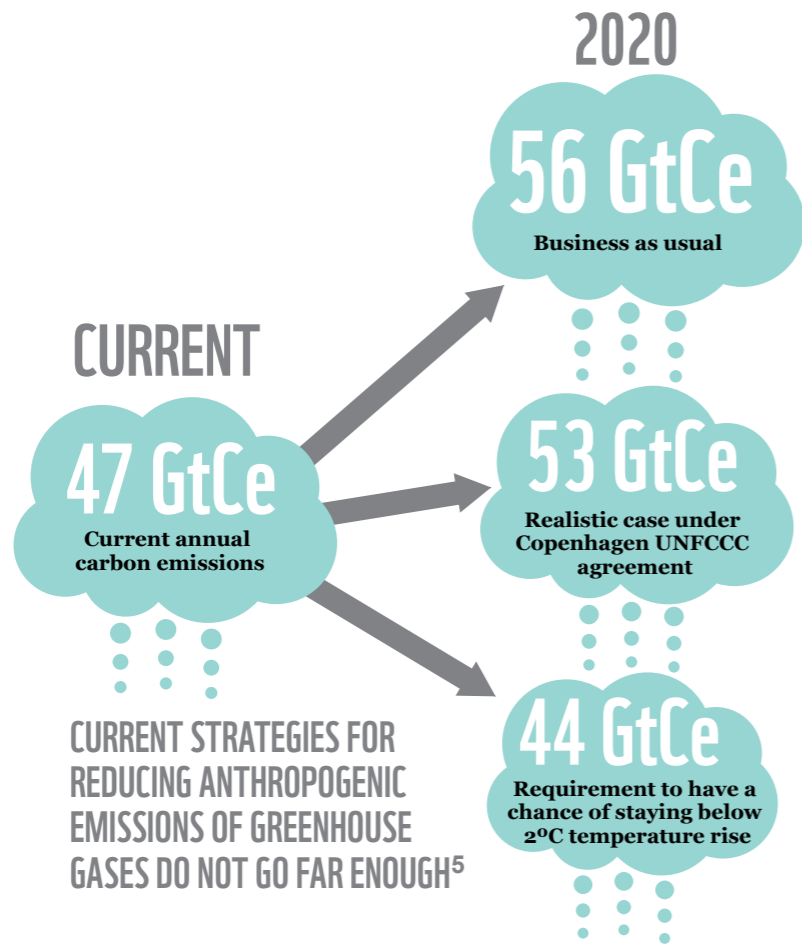 2020
56 GtCe
Business as usual
CURRENT
47 GtCe
Current annual
carbon emissions
53 GtCe
Realistic case under
Copenhagen UNFCCC
agreement
44 GtCe
Requirement to have a
chance of staying below
2ºC temperature rise
CURRENT STRATEGIES FOR
REDUCING ANTHROPOGENIC
EMISSIONS OF GREENHOUSE
GASES DO NOT GO FAR ENOUGH⁵